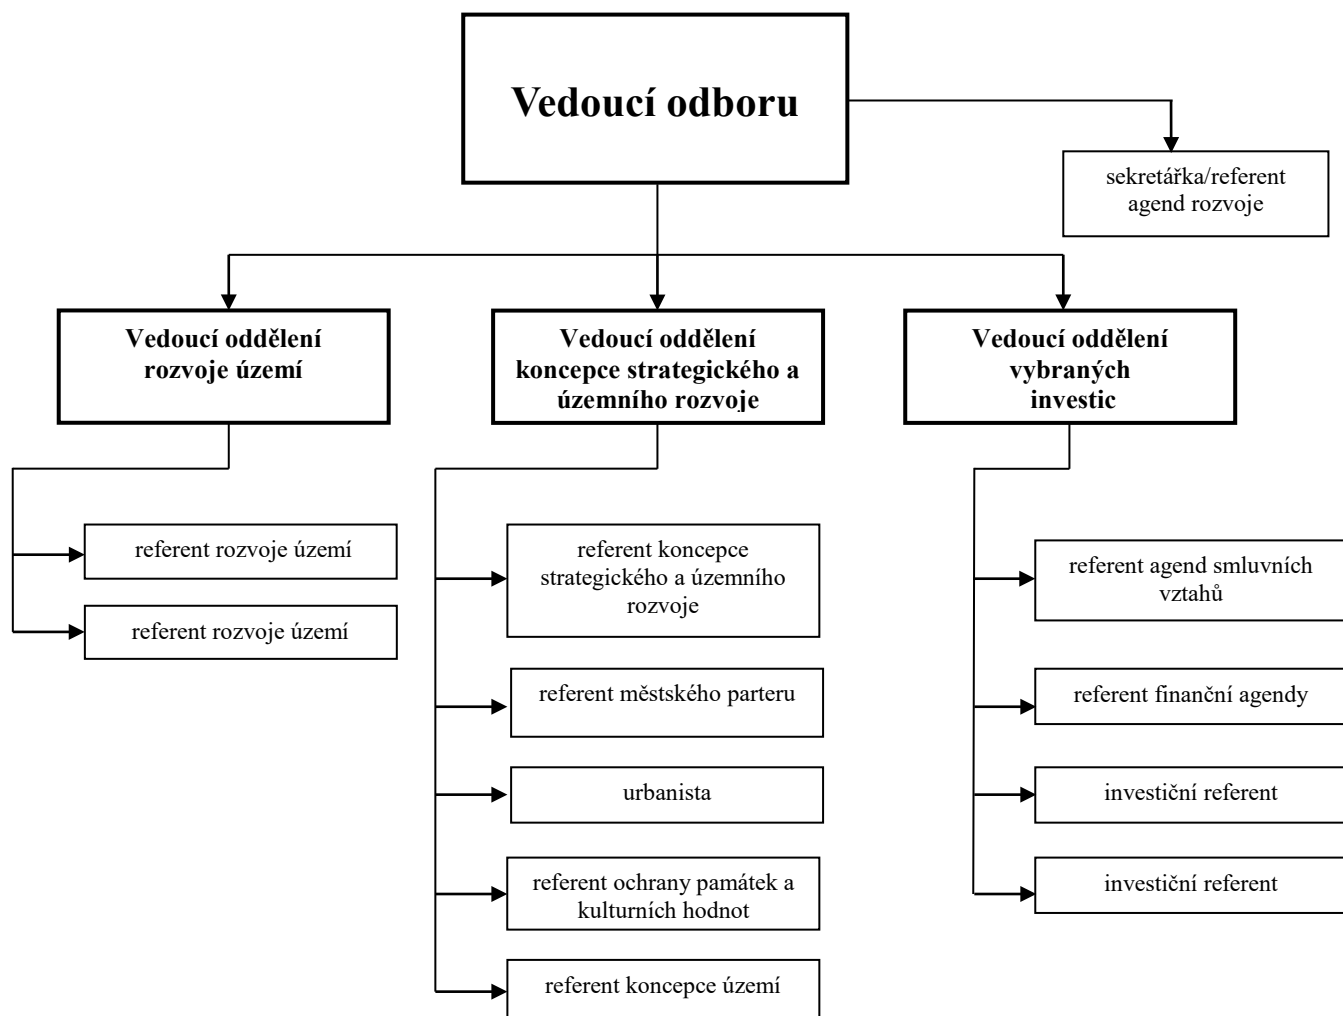 Vedoucí odboru
sekretářka/referent
agend rozvoje
Vedoucí oddělení
rozvoje území
Vedoucí oddělení
koncepce strategického a
územního rozvoje
Vedoucí oddělení
vybraných
investic
referent rozvoje území
referent rozvoje území
referent koncepce
strategického a územního
rozvoje
referent městského parteru
urbanista
referent ochrany památek a
kulturních hodnot
referent koncepce území
referent agend smluvních
vztahů
referent finanční agendy
investiční referent
investiční referent